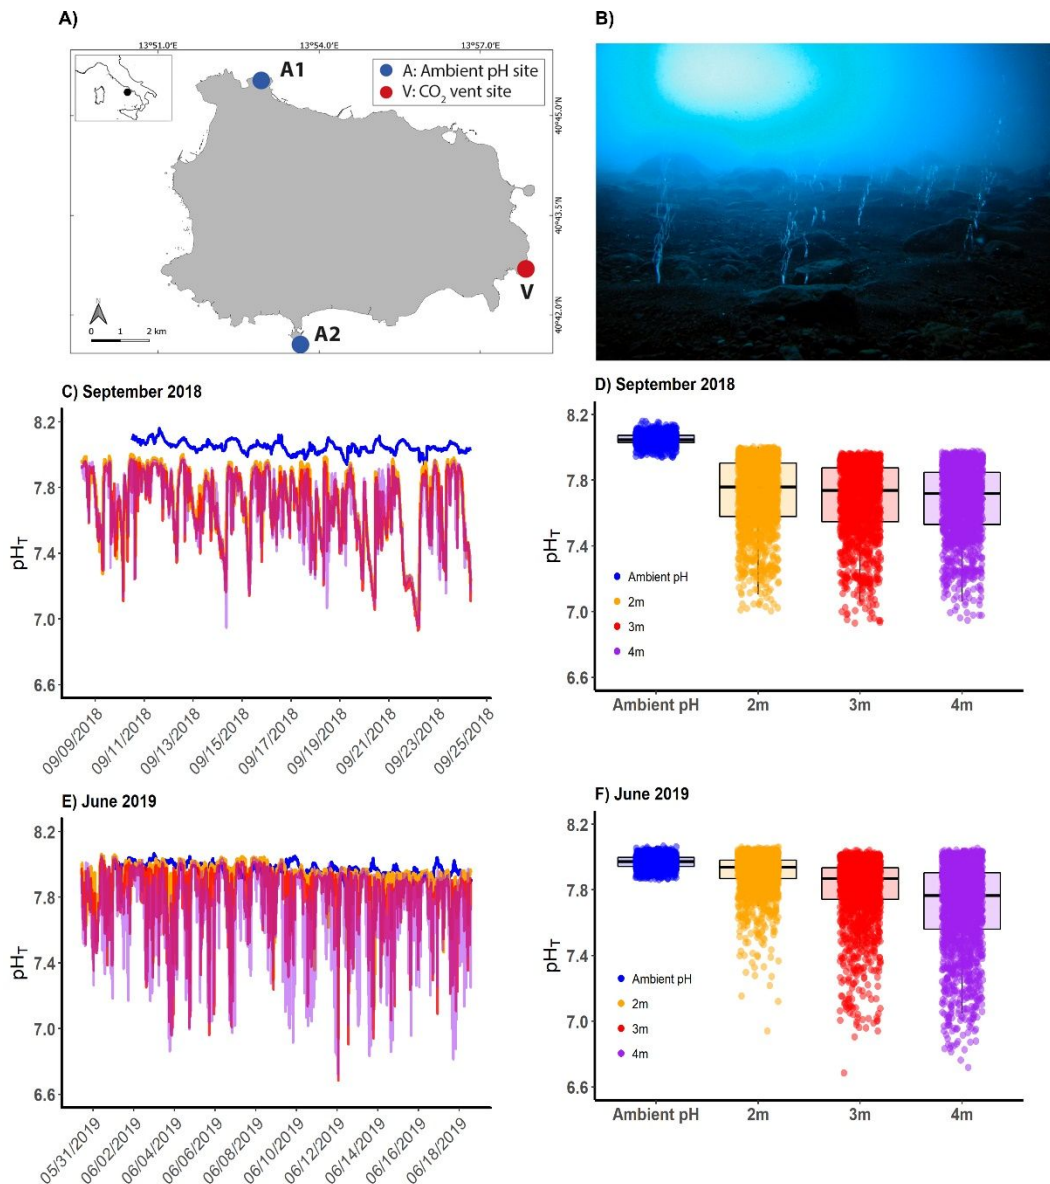 A)
B)
13°51.0'E 13°54.0'E 13°57.0'E
A1
A: Ambient pH site
V: CO2 vent site
40°45.0'N
40°43.5'N
40°42.0'N
V
A2
N
0 1 2 km
C) September 2018
8.2
7.8
7.4
7.0
6.6
pHT
09/09/2018
09/11/2018
09/13/2018
09/15/2018
09/17/2018
09/19/2018
09/21/2018
09/23/2018
09/25/2018
D) September 2018
8.2
7.8
7.4
7.0
6.6
pHT
Ambient pH
2m
3m
4m
Ambient pH 2m 3m 4m
E) June 2019
8.2
7.8
7.4
7.0
6.6
pHT
05/31/2019
06/02/2019
06/04/2019
06/06/2019
06/08/2019
06/10/2019
06/12/2019
06/14/2019
06/16/2019
06/18/2019
F) June 2019
8.2
7.8
7.4
7.0
6.6
pHT
Ambient pH
2m
3m
4m
Ambient pH 2m 3m 4m